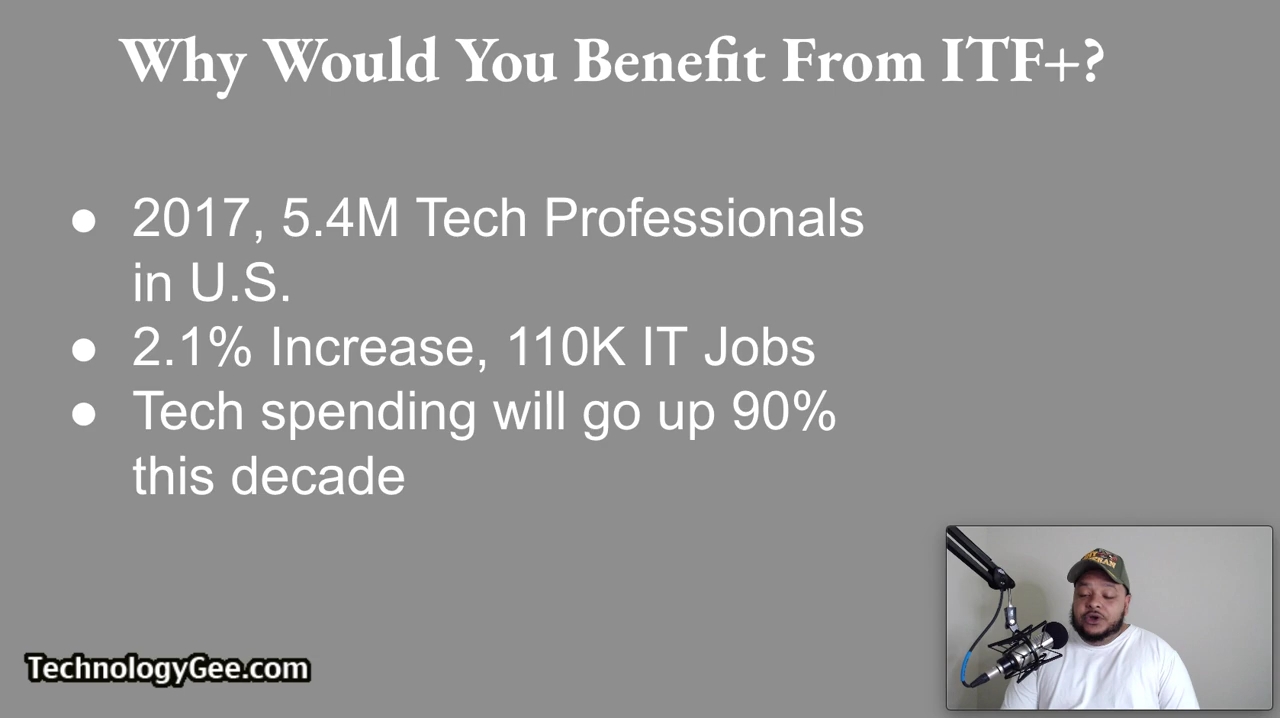 Why Would You Benefit From ITF+?
● 2017, 5.4M Tech Professionals
in U.S.
● 2.1% Increase, 110K IT Jobs
● Tech spending will go up 90%
this decade
TechnologyGee.com